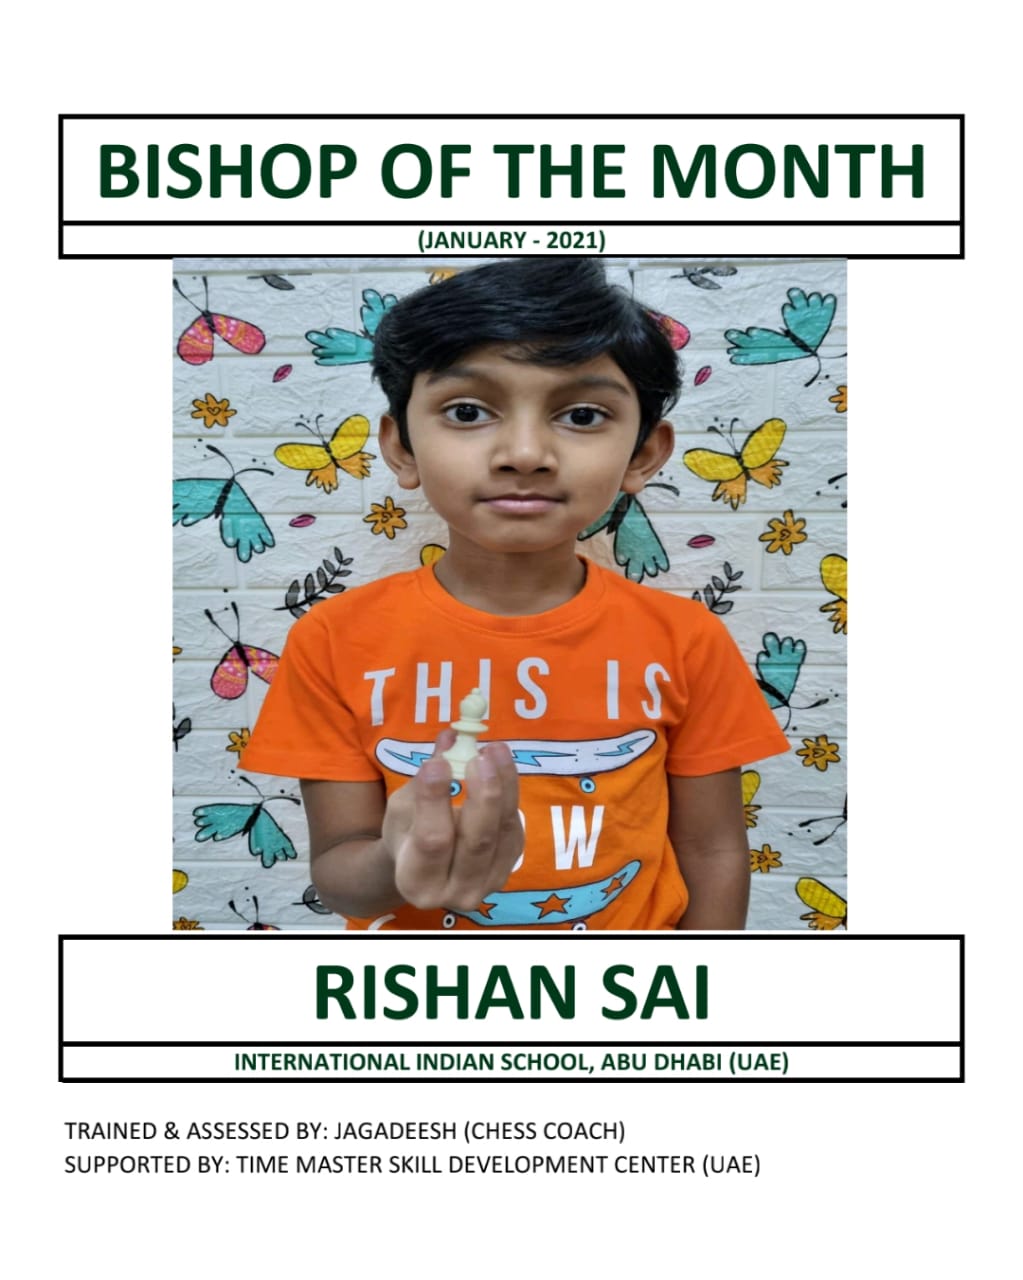 BISHOP OF THE MONTH
(JANUARY - 2021)
THIS IS
OW
RISHAN SAI
INTERNATIONAL INDIAN SCHOOL, ABU DHABI (UAE)
TRAINED & ASSESSED BY: JAGADEESH (CHESS COACH)
SUPPORTED BY: TIME MASTER SKILL DEVELOPMENT CENTER (UAE)